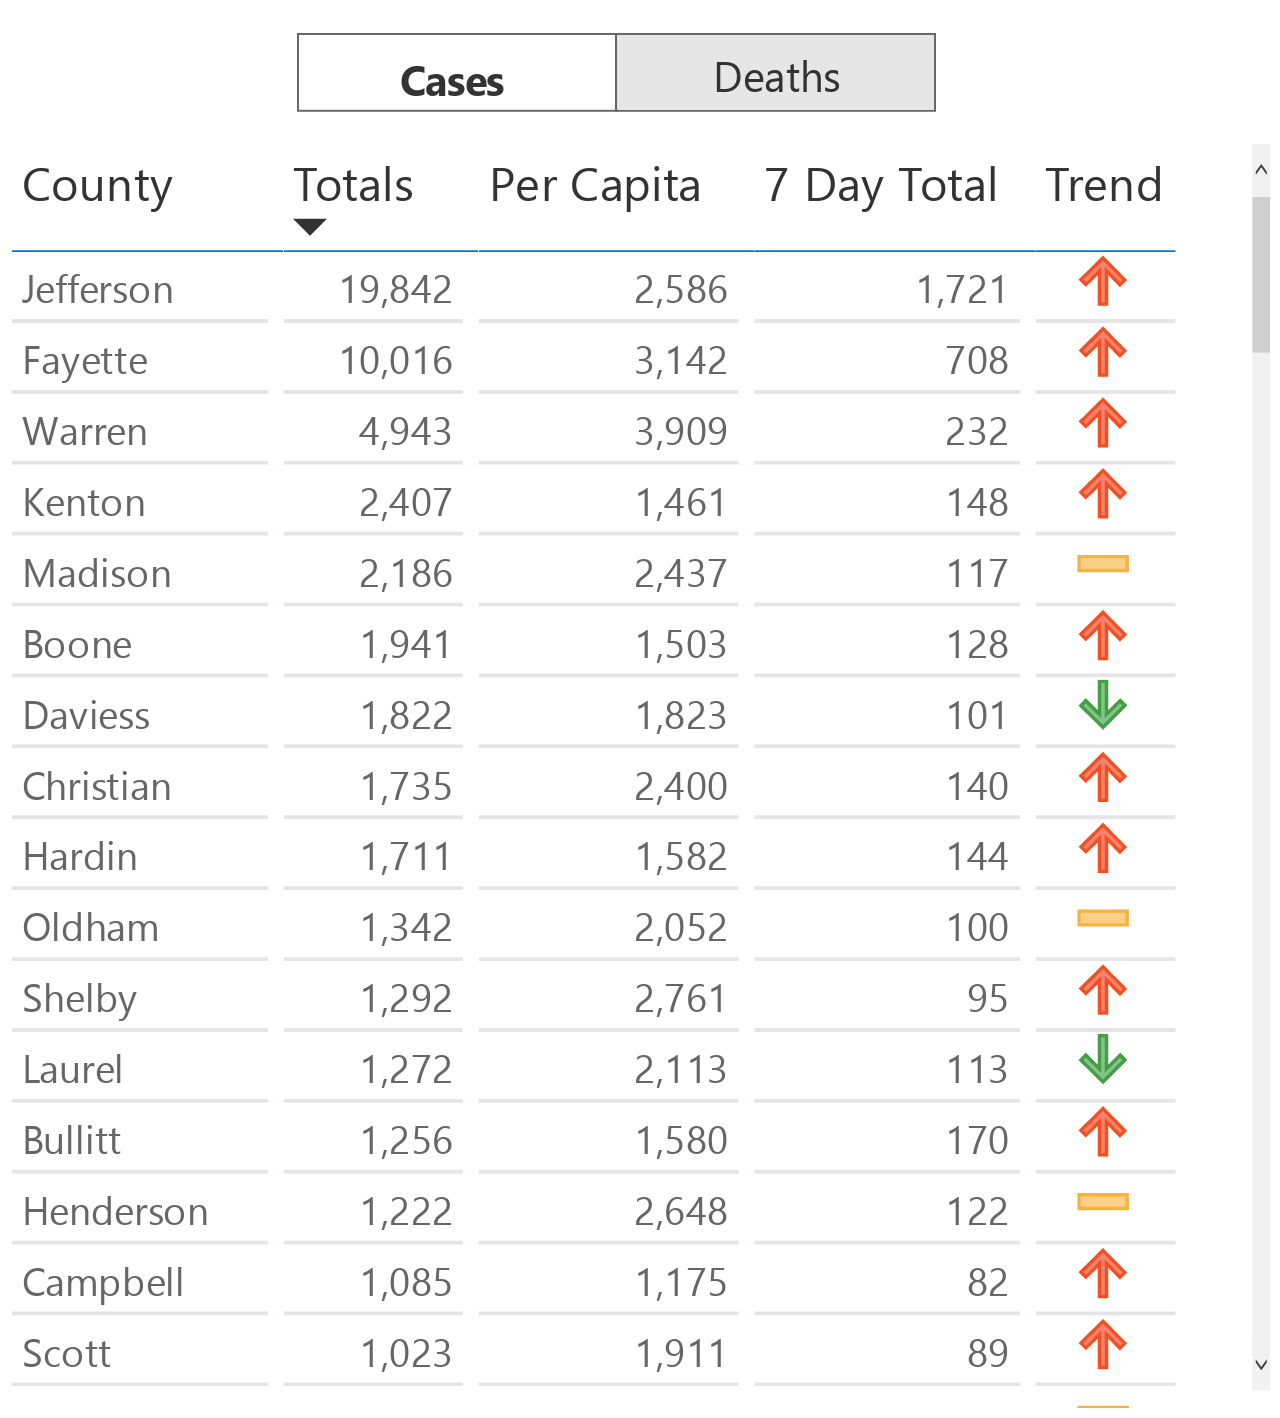 Cases Deaths
County Totals Per Capita 7 Day Total Trend
Jefferson 19,842 2,586 1,721
Fayette 10,016 3,142 708
Warren 4,943 3,909 232
Kenton 2,407 1,461 148
Madison 2,186 2,437 117
Boone 1,941 1,503 128
Daviess 1,822 1,823 101
Christian 1,735 2,400 140
Hardin 1,711 1,582 144
Oldham 1,342 2,052 100
Shelby 1,292 2,761 95
Laurel 1,272 2,113 113
Bullitt 1,256 1,580 170
Henderson 1,222 2,648 122
Campbell 1,085 1,175 82
Scott 1,023 1,911 89